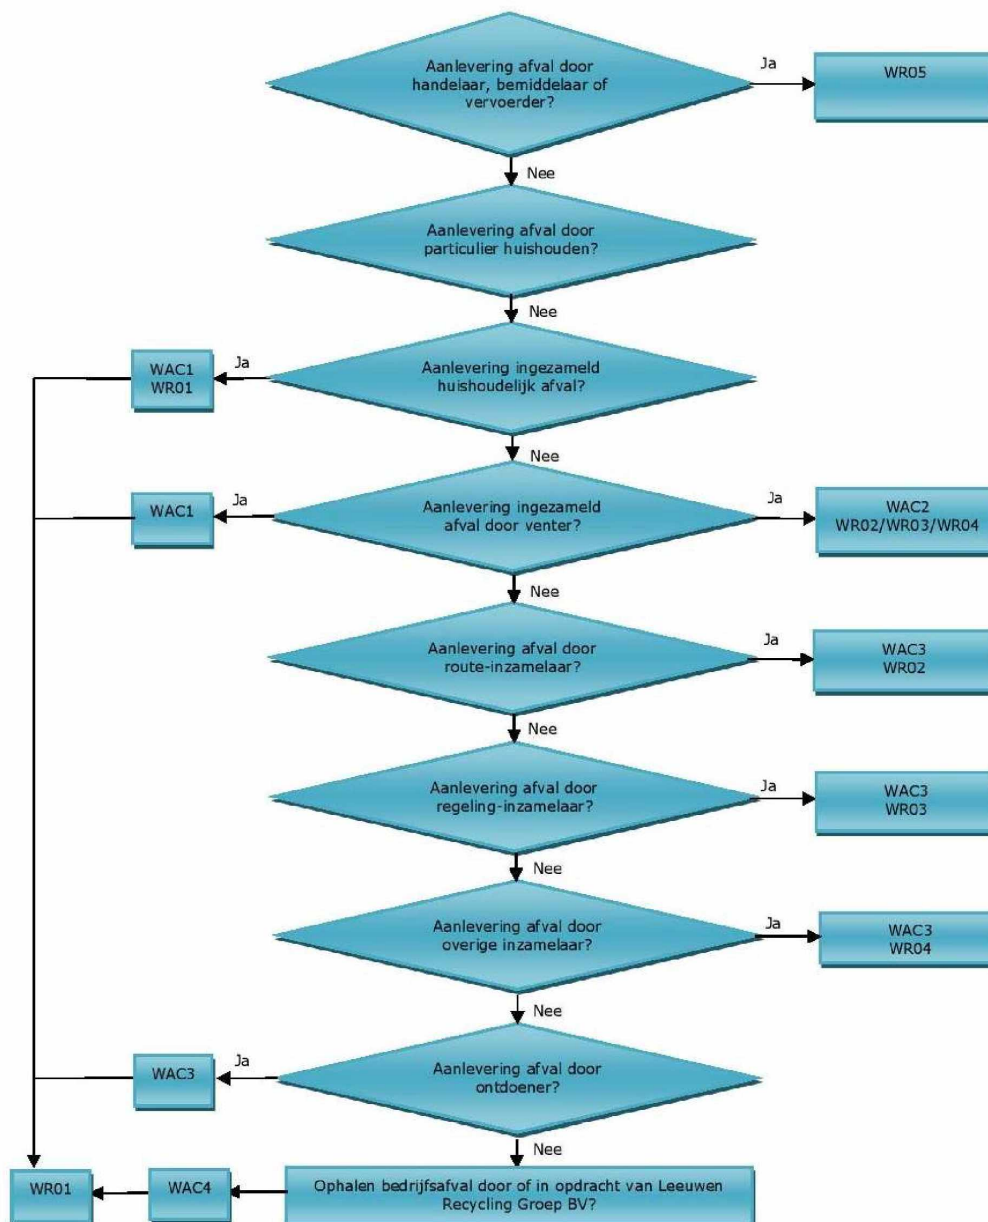 Aanlevering afval door
handelaar, bemiddelaar of
vervoerder?
Ja
WR05
Nee
Aanlevering afval door
particulier huishouden?
Nee
Aanlevering ingezameld
huishoudelijk afval?
Ja
WAC1
WR01
Nee
Aanlevering ingezameld
afval door venter?
Ja
WAC1
Ja
WAC2
WR02/WR03/WR04
Nee
Aanlevering afval door
route-inzamelaar?
Ja
WAC3
WR02
Nee
Aanlevering afval door
regeling-inzamelaar?
Ja
WAC3
WR03
Nee
Aanlevering afval door
overige inzamelaar?
Ja
WAC3
WR04
Nee
Aanlevering afval door
ontdoener?
Ja
WAC3
Nee
Ophalen bedrijfsafval door of in opdracht van Leeuwen
Recycling Groep BV?
WAC4
WR01